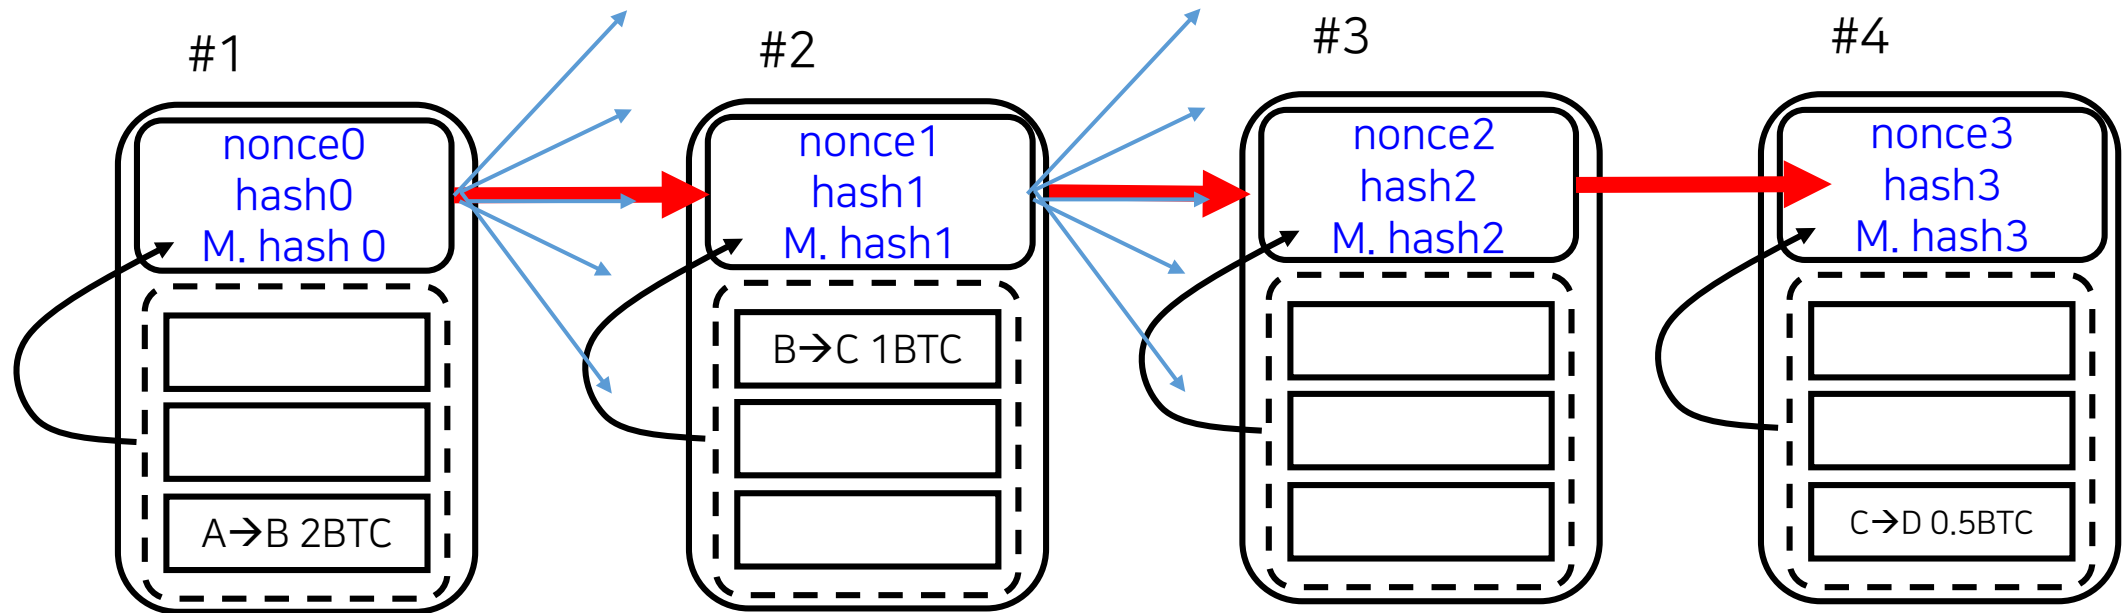 #1
nonce0
hash0
M. hash 0
A→B 2BTC
#2
nonce1
hash1
M. hash1
B→C 1BTC
#3
nonce2
hash2
M. hash2
#4
nonce3
hash3
M. hash3
C→D 0.5BTC